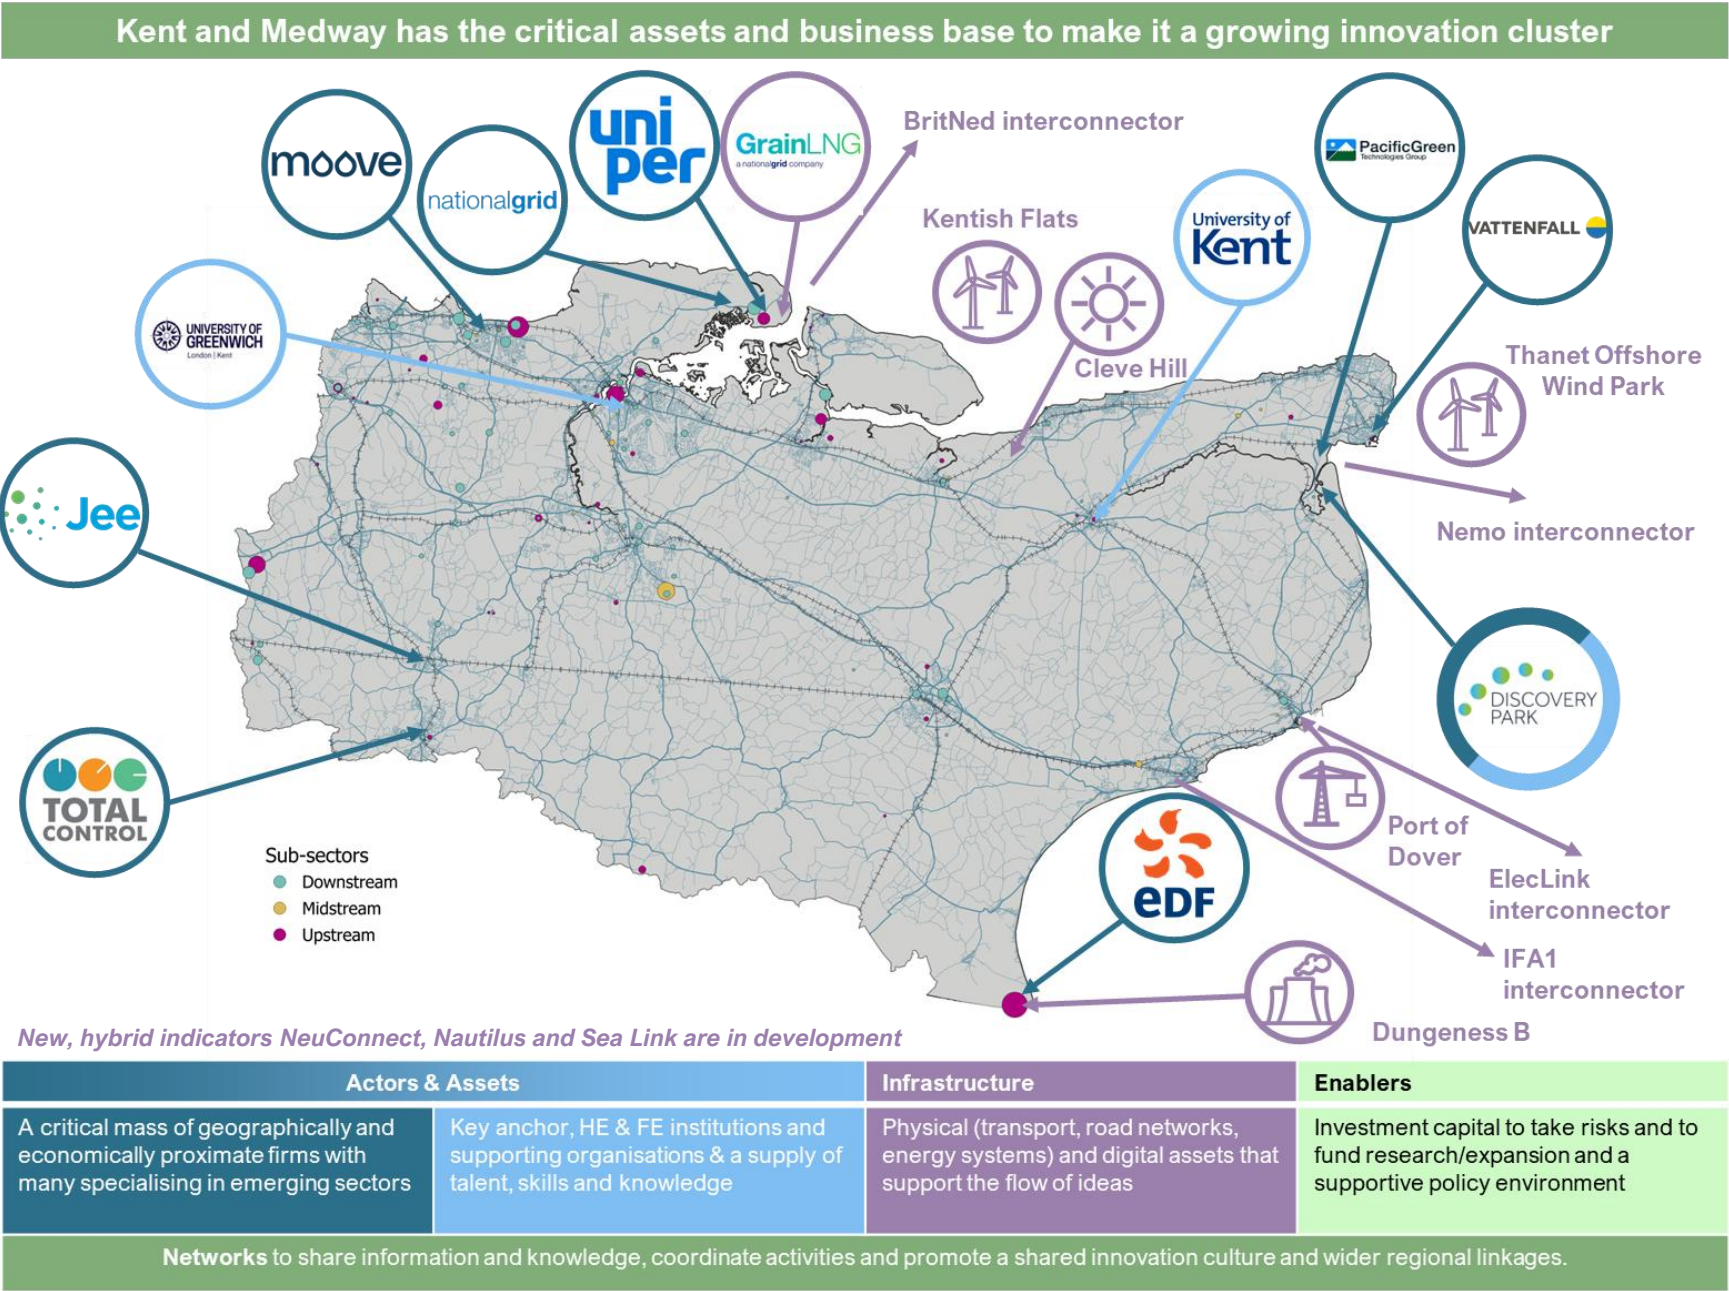 Kent and Medway has the critical assets and business base to make it a growing innovation cluster
moove
nationalgrid
uni
per
GrainLNG
a nationalgrid company
BritNed interconnector
Kentish Flats
University of
Kent
PacificGreen
Technologies Group
VATTENFALL
UNIVERSITY OF
GREENWICH
London | Kent
Cleve Hill
Thanet Offshore
Wind Park
Jee
Nemo interconnector
DISCOVERY
PARK
TOTAL
CONTROL
Port of
Dover
eDF
ElecLink
interconnector
IFA1
interconnector
Dungeness B
Sub-sectors
Downstream
Midstream
Upstream
New, hybrid indicators NeuConnect, Nautilus and Sea Link are in development
Actors & Assets
Infrastructure
Enablers
A critical mass of geographically and
economically proximate firms with
many specialising in emerging sectors
Key anchor, HE & FE institutions and
supporting organisations & a supply of
talent, skills and knowledge
Physical (transport, road networks,
energy systems) and digital assets that
support the flow of ideas
Investment capital to take risks and to
fund research/expansion and a
supportive policy environment
Networks to share information and knowledge, coordinate activities and promote a shared innovation culture and wider regional linkages.